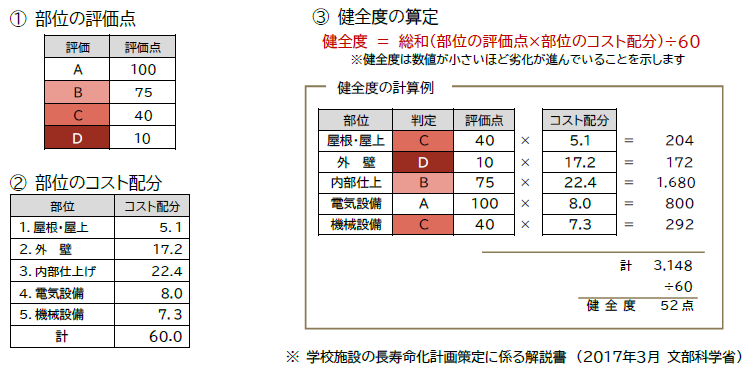 ① 部位の評価点
評価 評価点
A 100
B 75
C 40
D 10
② 部位のコスト配分
部位 コスト配分
1. 屋根・屋上 5.1
2. 外 壁 17.2
3. 内部仕上げ 22.4
4. 電気設備 8.0
5. 機械設備 7.3
計 60.0
③ 健全度の算定
健全度 = 総和(部位の評価点×部位のコスト配分)÷60
※健全度は数値が小さいほど劣化が進んでいることを示します
健全度の計算例
部位 判定 評価点 コスト配分
屋根・屋上 C 40 × 5.1 = 204
外 壁 D 10 × 17.2 = 172
内部仕上 B 75 × 22.4 = 1.680
電気設備 A 100 × 8.0 = 800
機械設備 C 40 × 7.3 = 292
計 3.148
÷60
健 全 度 52点
※ 学校施設の長寿命化計画策定に係る解説書 (2017年3月 文部科学省)